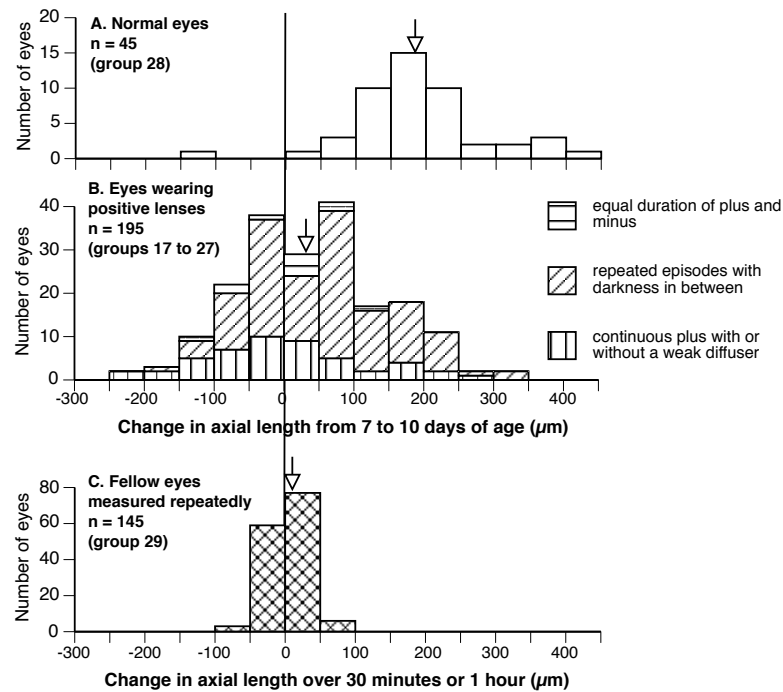 A. Normal eyes
n = 45
(group 28)
Number of eyes
20
15
10
5
0
B. Eyes wearing
positive lenses
n = 195
(groups 17 to 27)
Number of eyes
40
30
20
10
0
-300
-200
-100
0
100
200
300
400
Change in axial length from 7 to 10 days of age (µm)
equal duration of plus and
minus
repeated episodes with
darkness in between
continuous plus with or
without a weak diffuser
C. Fellow eyes
measured repeatedly
n = 145
(group 29)
Number of eyes
80
60
40
20
0
-300
-200
-100
0
100
200
300
400
Change in axial length over 30 minutes or 1 hour (µm)